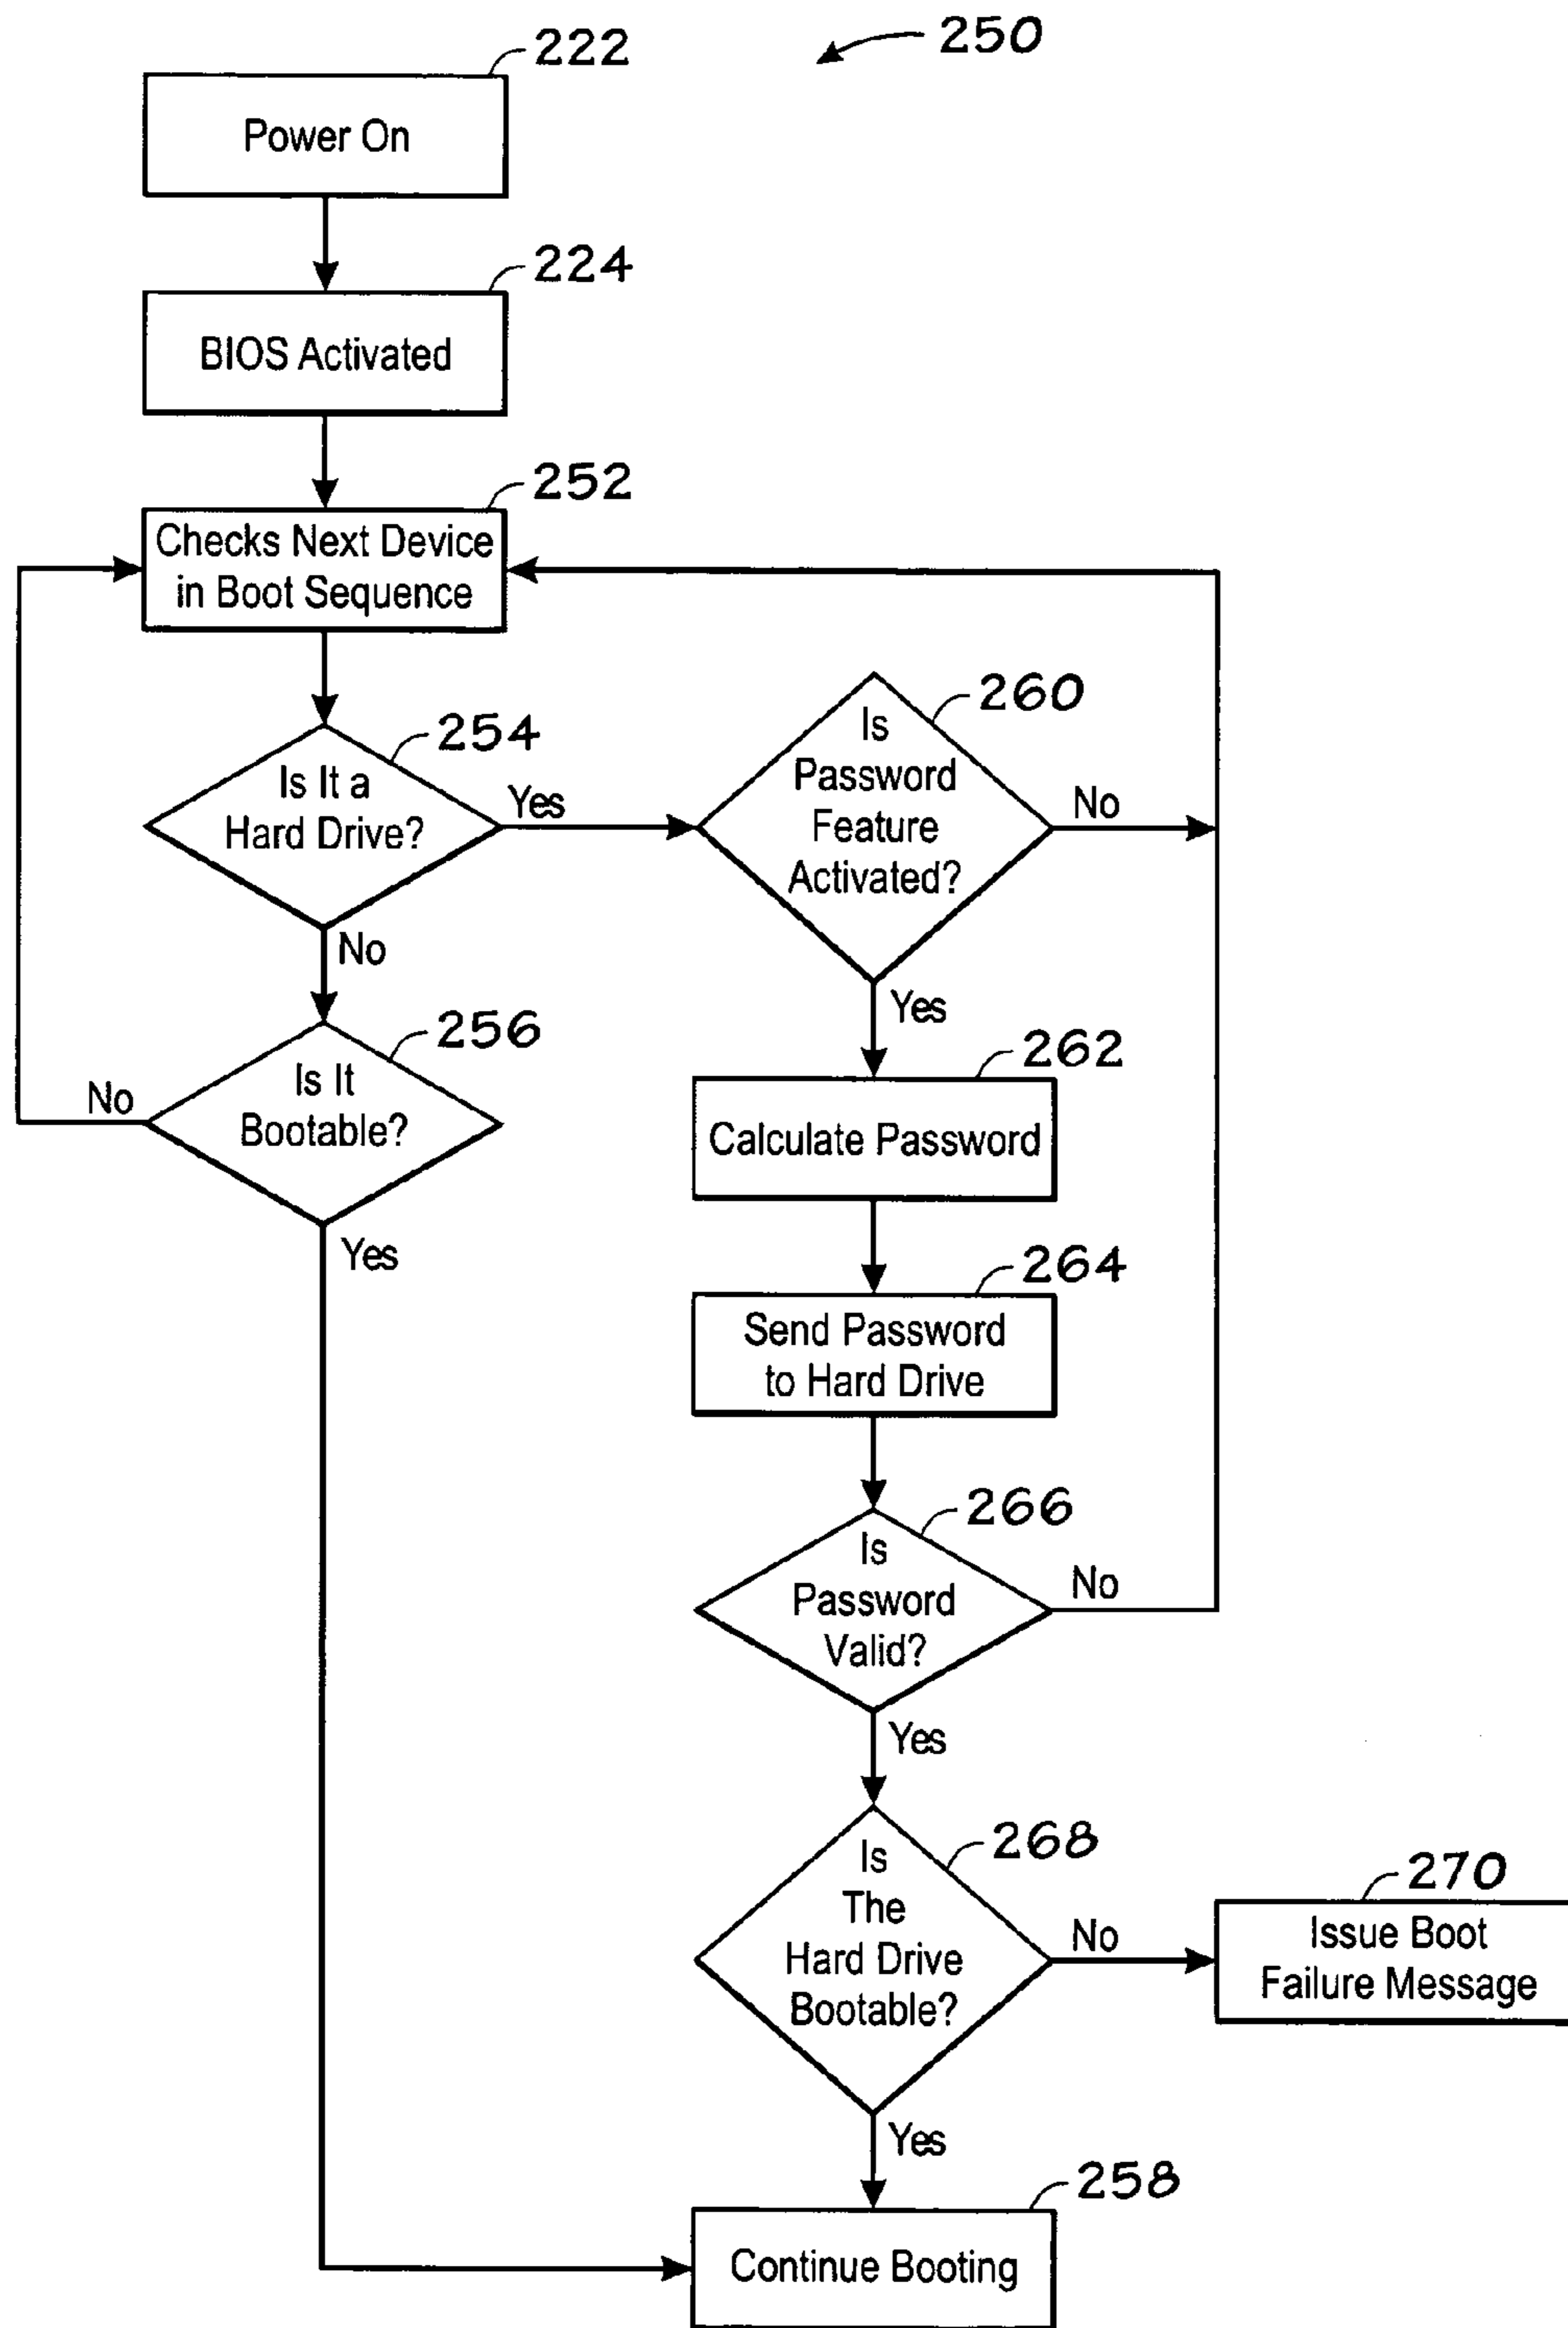 250
222
Power On
224
BIOS Activated
252
Checks Next Device
in Boot Sequence
254
Is It a
Hard Drive?
Yes
No
260
Is
Password
Feature
Activated?
No
Yes
256
Is It
Bootable?
No
Yes
262
Calculate Password
264
Send Password
to Hard Drive
266
Is
Password
Valid?
No
Yes
268
Is
The
Hard Drive
Bootable?
No
Yes
270
Issue Boot
Failure Message
258
Continue Booting